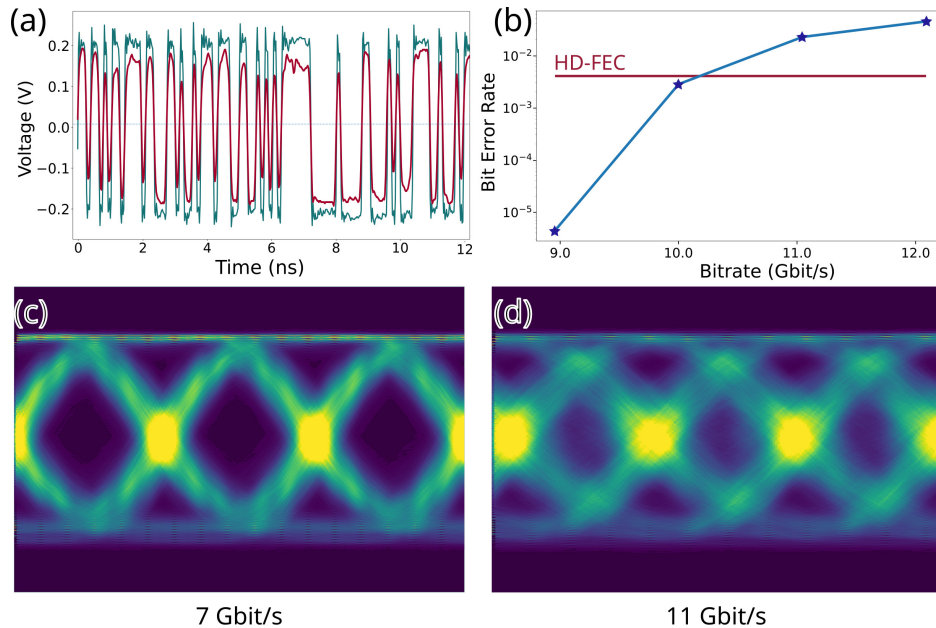 (a)
Voltage (V)
0.2
0.1
0.0
−0.1
−0.2
0 2 4 6 8 10 12
Time (ns)
(b)
Bit Error Rate
10⁻²
10⁻³
10⁻⁴
10⁻⁵
HD-FEC
9.0 10.0 11.0 12.0
Bitrate (Gbit/s)
(c)
7 Gbit/s
(d)
11 Gbit/s